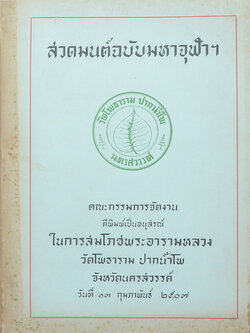 สวดมนต์ฉบับมหาจุฬาฯ
วัดโพธาราม ปากน้ำโพ
นครสวรรค์
คณะกรรมการจัดงาน
ตีพิมพ์เป็นอนุสรณ์
ในการสมโภชพระอารามหลวง
วัดโพธาราม ปากน้ำโพ
จังหวัดนครสวรรค์
วันที่ ๑๓ กุมภาพันธ์ ๒๕๐๗